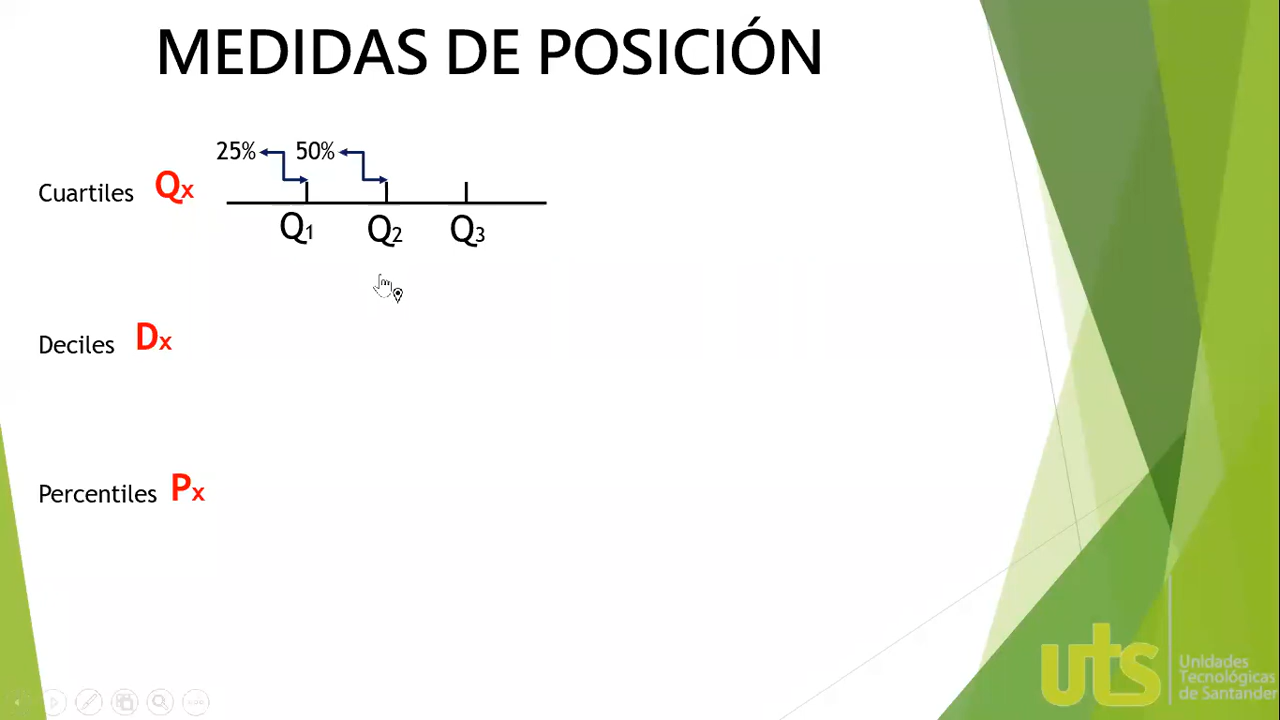 MEDIDAS DE POSICIÓN
25% 50%
Cuartiles Qx
Q1 Q2 Q3
Deciles Dx
Percentiles Px
uts Unidades
Tecnológicas
de Santander